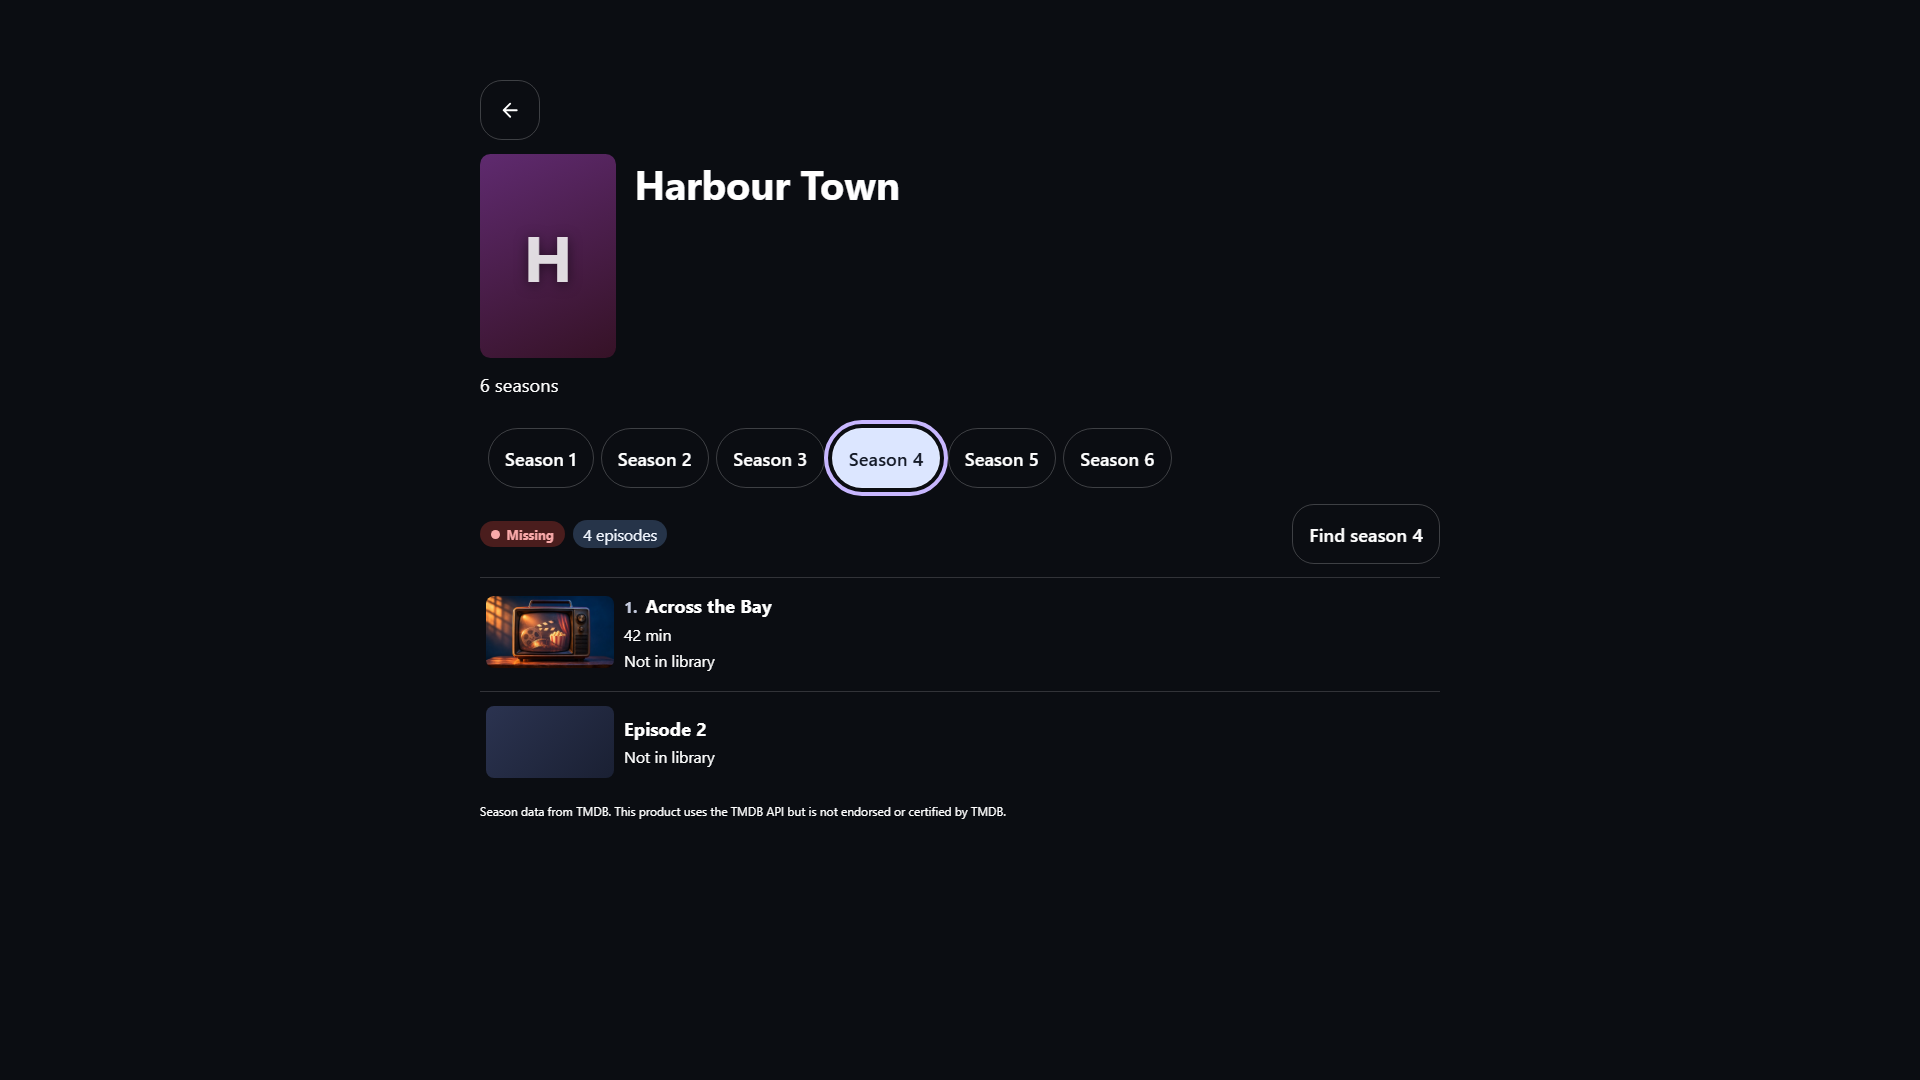 Harbour Town
H
6 seasons
Season 1 Season 2 Season 3 Season 4 Season 5 Season 6
Missing 4 episodes Find season 4
1. Across the Bay
42 min
Not in library
Episode 2
Not in library
Season data from TMDB. This product uses the TMDB API but is not endorsed or certified by TMDB.